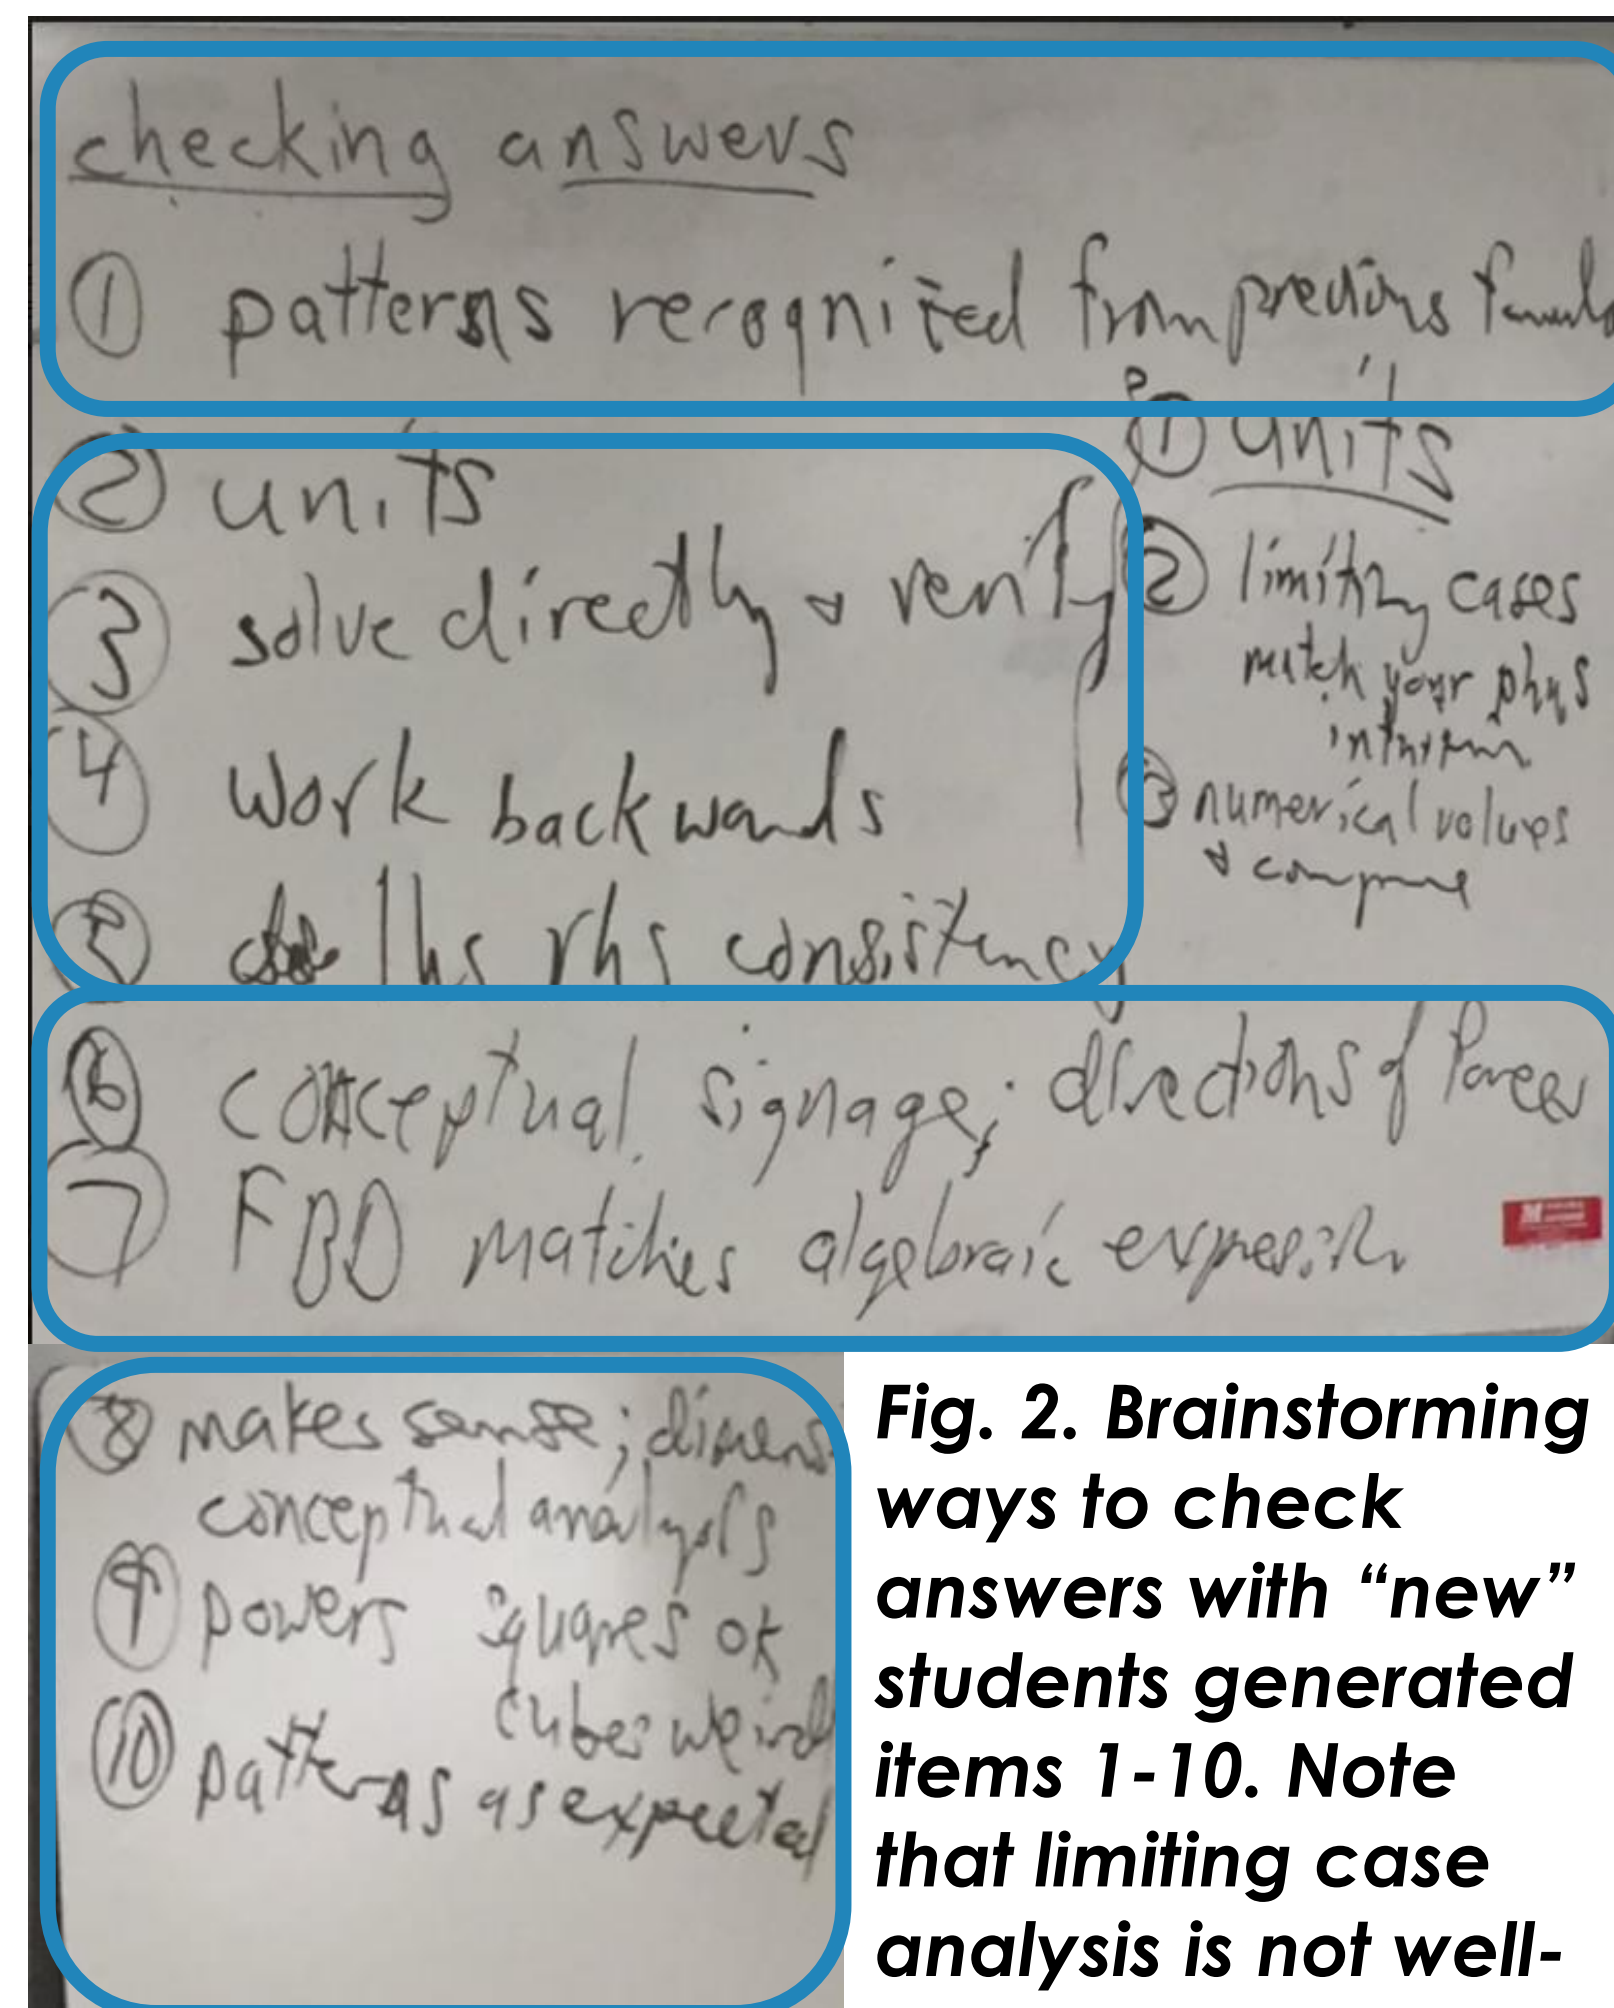 checking answers
① patterns recognized from previous formula
② units
③ solve directly & verify
④ work backwards
⑤ lhs rhs consistency
① units
② limiting cases
match your phys
intuition
③ numerical values
& compare
⑥ conceptual signage; directions of forces
⑦ FBD matches algebraic expression
⑧ makes sense; dimens
conceptual analysis
⑨ powers squares ok
cubes weird
⑩ patterns as expected
Fig. 2. Brainstorming
ways to check
answers with “new”
students generated
items 1-10. Note
that limiting case
analysis is not well-